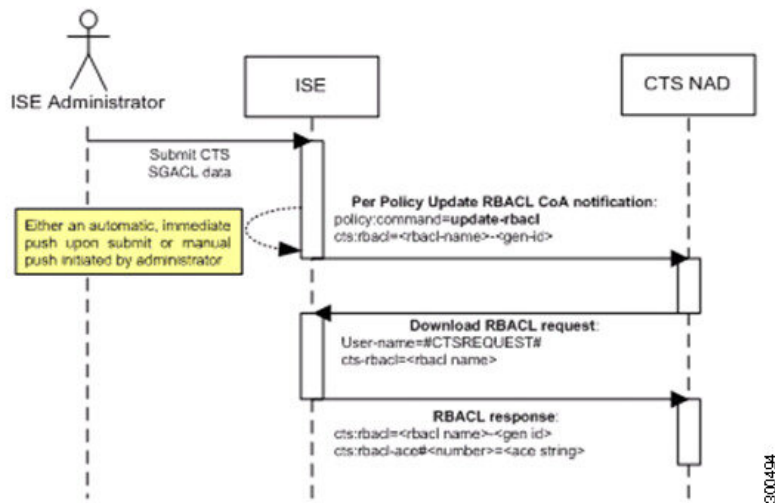 ISE Administrator
ISE
CTS NAD
Submit CTS
SGACL data
Either an automatic, immediate
push upon submit or manual
push initiated by administrator
Per Policy Update RBACL CoA notification:
policy:command=update-rbacl
cts:rbacl=<rbacl-name>-<gen-id>
Download RBACL request:
User-name=#CTSREQUEST#
cts-rbacl=<rbacl name>
RBACL response:
cts:rbacl=<rbacl name>-<gen id>
cts:rbacl-ace#<number>=<ace string>
300494